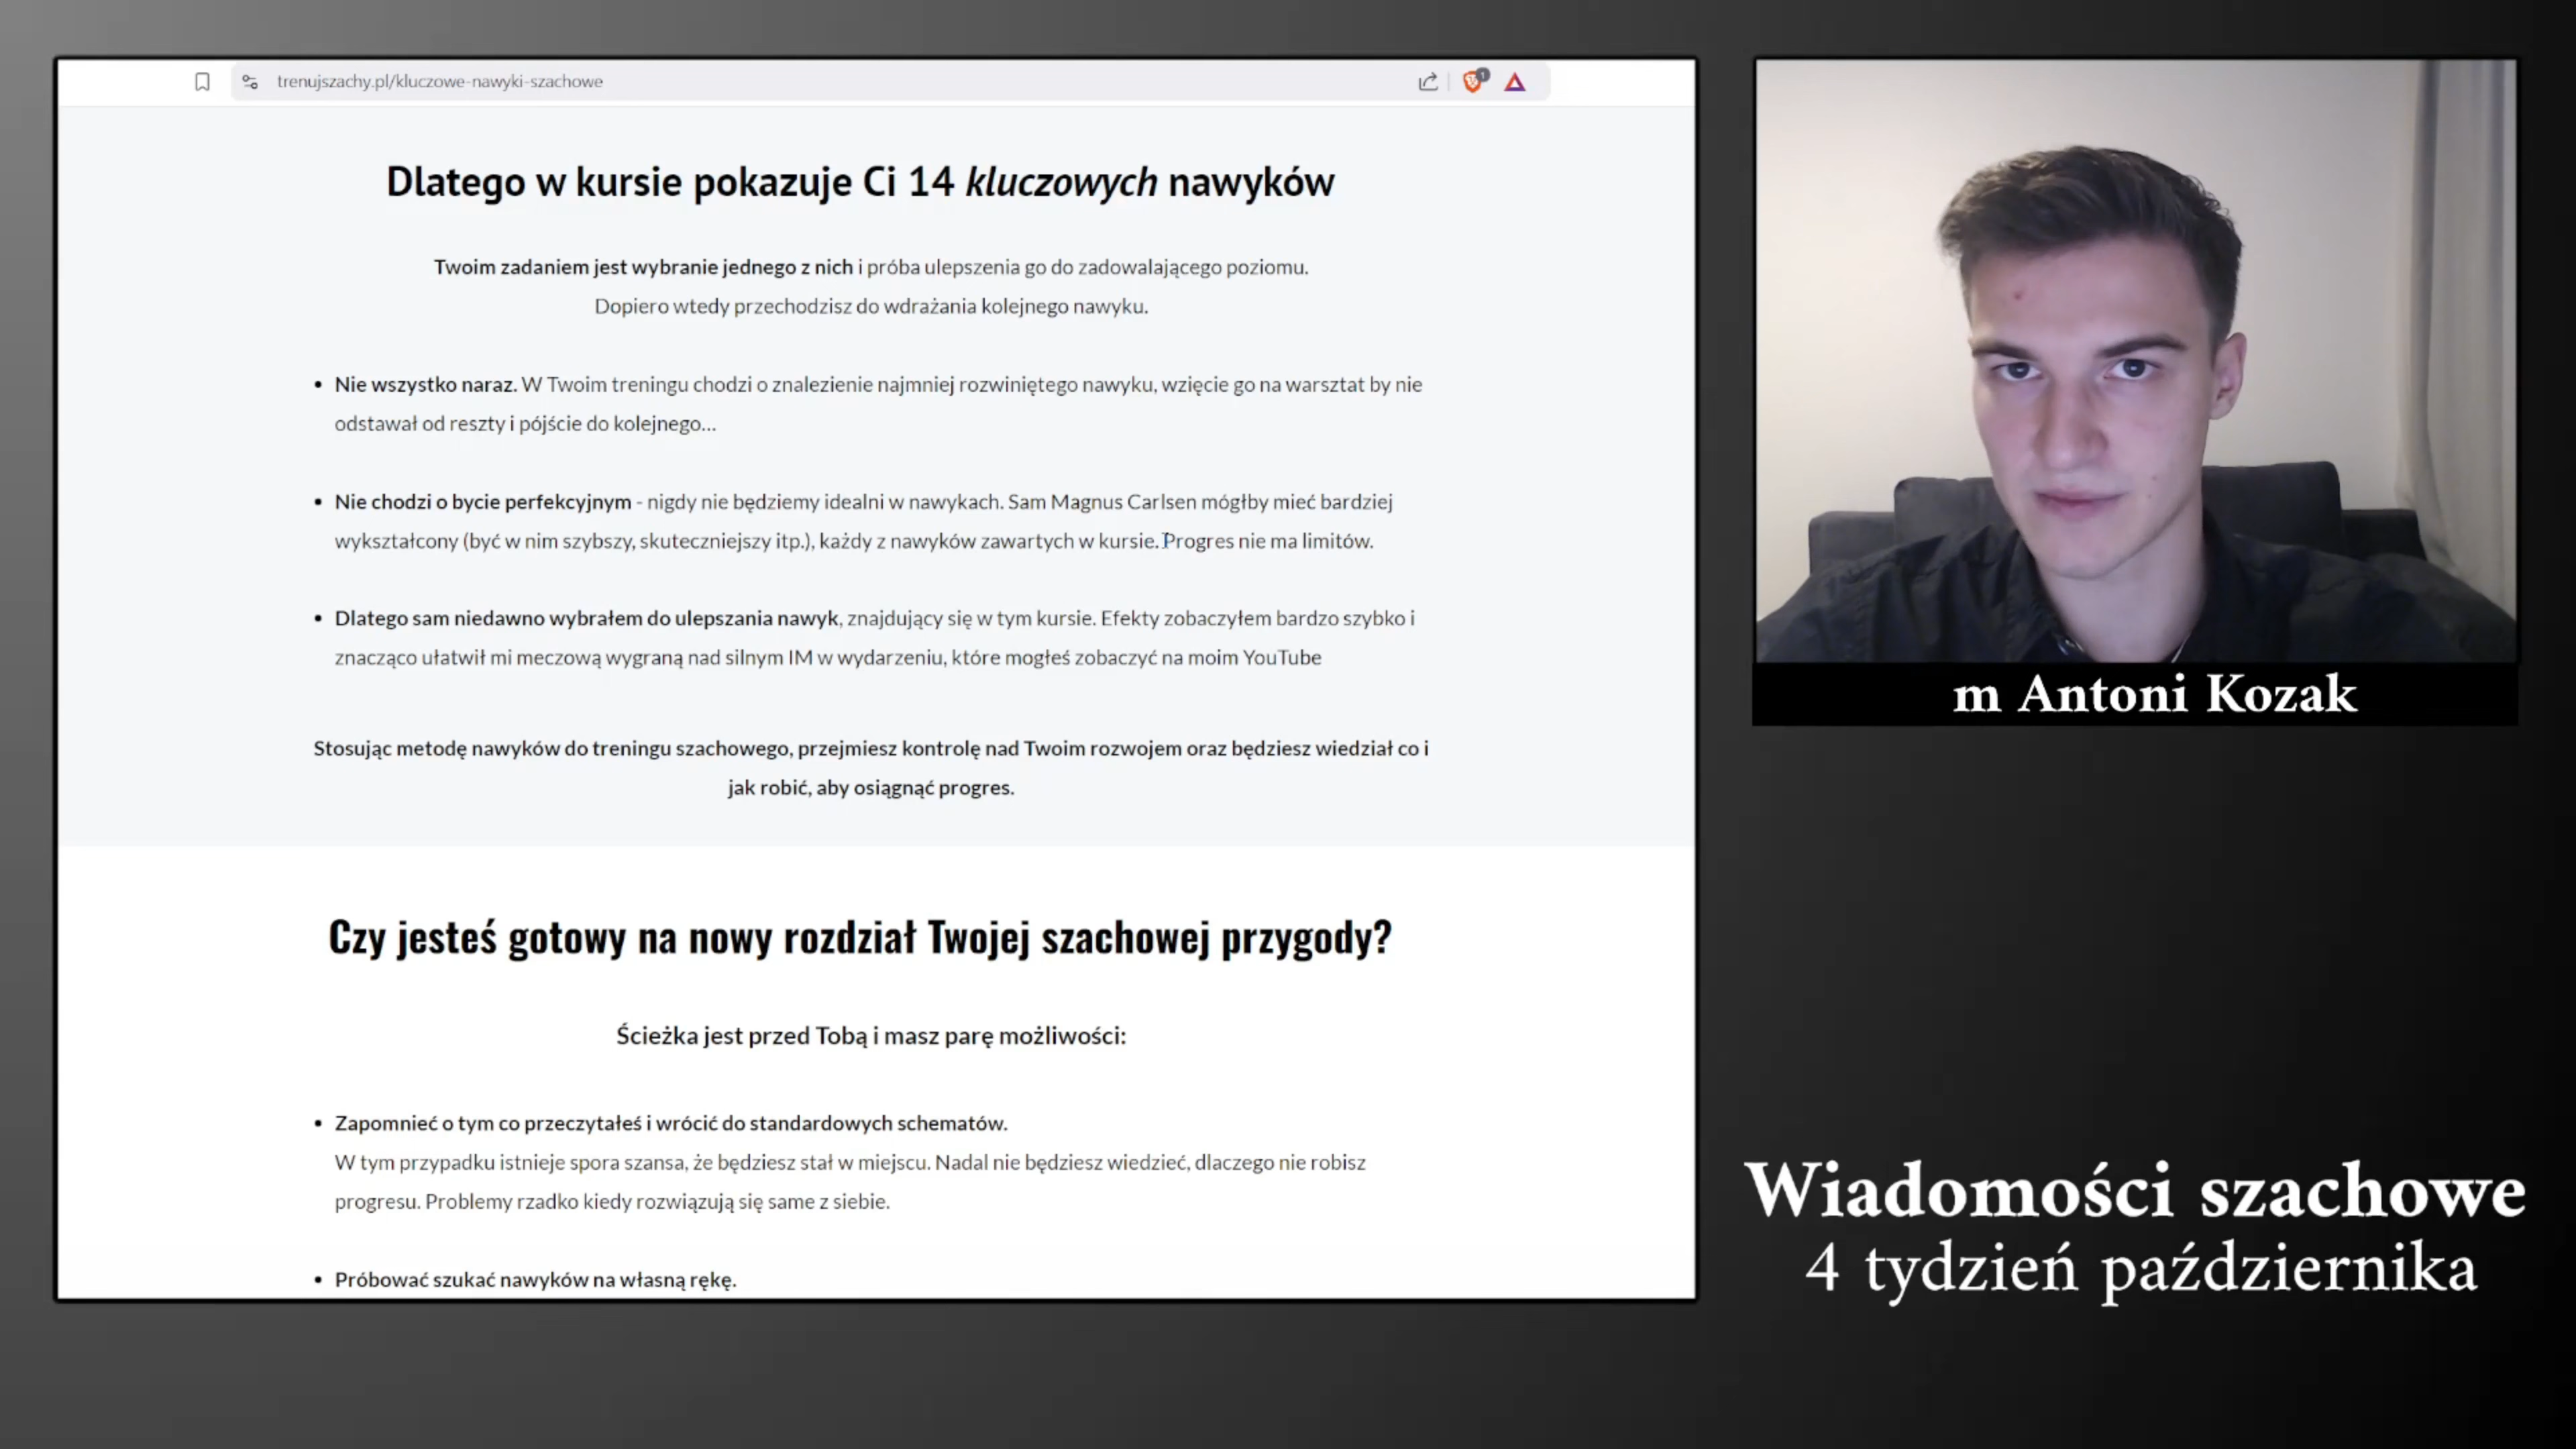 trenujszachy.pl/kluczowe-nawyki-szachowe
1
Dlatego w kursie pokazuje Ci 14 kluczowych nawyków
Twoim zadaniem jest wybranie jednego z nich i próba ulepszenia go do zadowalającego poziomu.
Dopiero wtedy przechodzisz do wdrażania kolejnego nawyku.
• Nie wszystko naraz. W Twoim treningu chodzi o znalezienie najmniej rozwiniętego nawyku, wzięcie go na warsztat by nie
odstawał od reszty i pójście do kolejnego...
• Nie chodzi o bycie perfekcyjnym - nigdy nie będziemy idealni w nawykach. Sam Magnus Carlsen mógłby mieć bardziej
wykształcony (być w nim szybszy, skuteczniejszy itp.), każdy z nawyków zawartych w kursie. Progres nie ma limitów.
• Dlatego sam niedawno wybrałem do ulepszania nawyk, znajdujący się w tym kursie. Efekty zobaczyłem bardzo szybko i
znacząco ułatwił mi meczową wygraną nad silnym IM w wydarzeniu, które mogłeś zobaczyć na moim YouTube
Stosując metodę nawyków do treningu szachowego, przejmiesz kontrolę nad Twoim rozwojem oraz będziesz wiedział co i
jak robić, aby osiągnąć progres.
Czy jesteś gotowy na nowy rozdział Twojej szachowej przygody?
Ścieżka jest przed Tobą i masz parę możliwości:
• Zapomnieć o tym co przeczytałeś i wrócić do standardowych schematów.
W tym przypadku istnieje spora szansa, że będziesz stał w miejscu. Nadal nie będziesz wiedzieć, dlaczego nie robisz
progresu. Problemy rzadko kiedy rozwiązują się same z siebie.
• Próbować szukać nawyków na własną rękę.
m Antoni Kozak
Wiadomości szachowe
4 tydzień października